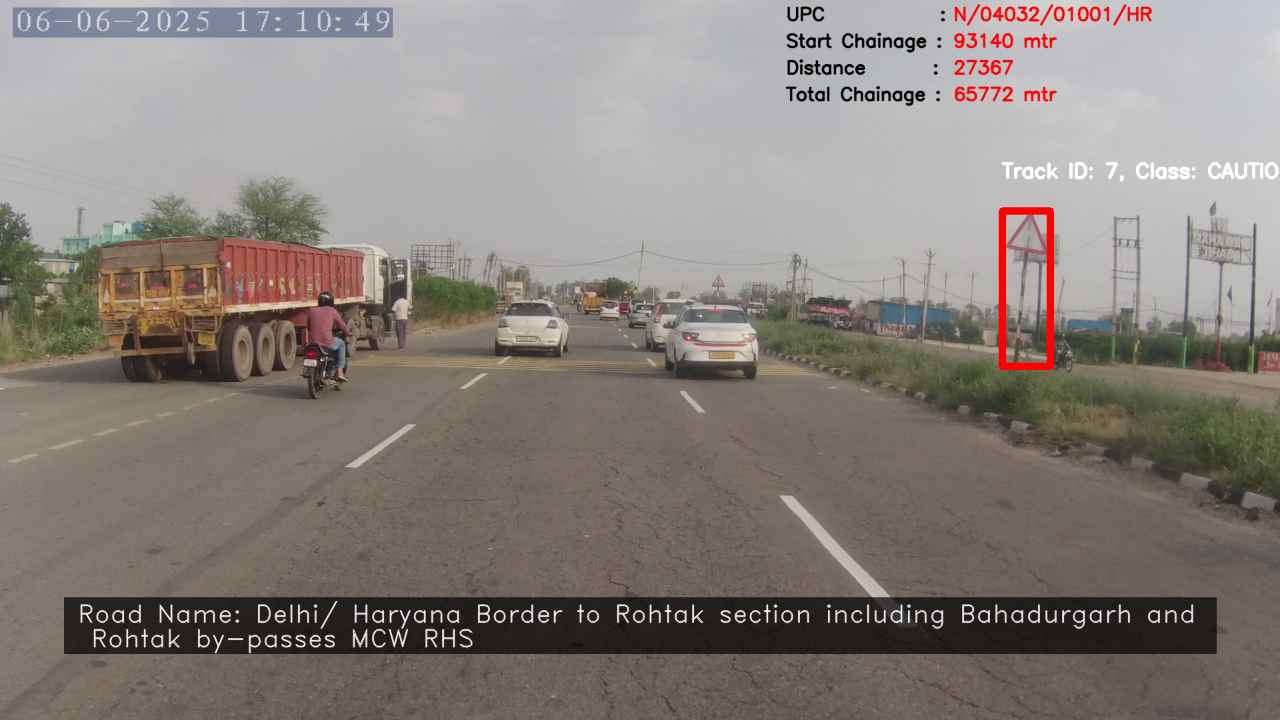 06-06-2025 17:10:49
UPC : N/04032/01001/HR
Start Chainage : 93140 mtr
Distance : 27367
Total Chainage : 65772 mtr
Track ID: 7, Class: CAUTIO
Road Name: Delhi/ Haryana Border to Rohtak section including Bahadurgarh and
Rohtak by-passes MCW RHS